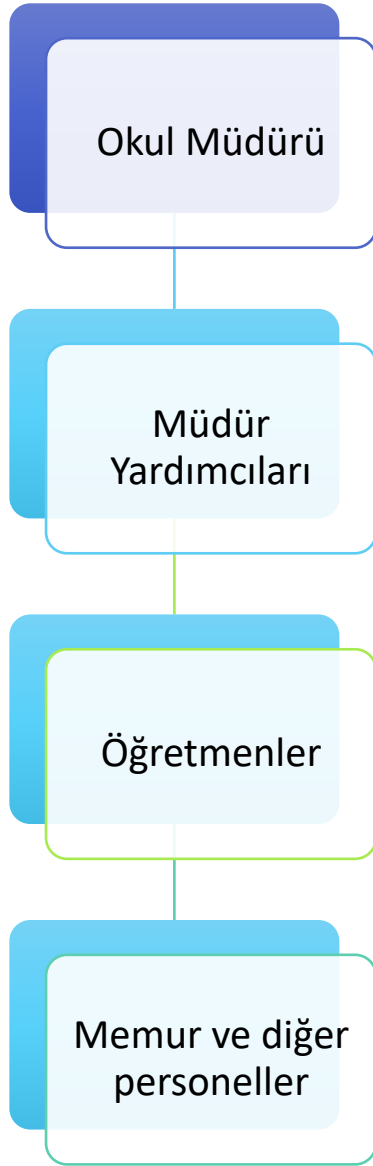 Okul Müdürü
Müdür
Yardımcıları
Öğretmenler
Memur ve diğer
personeller